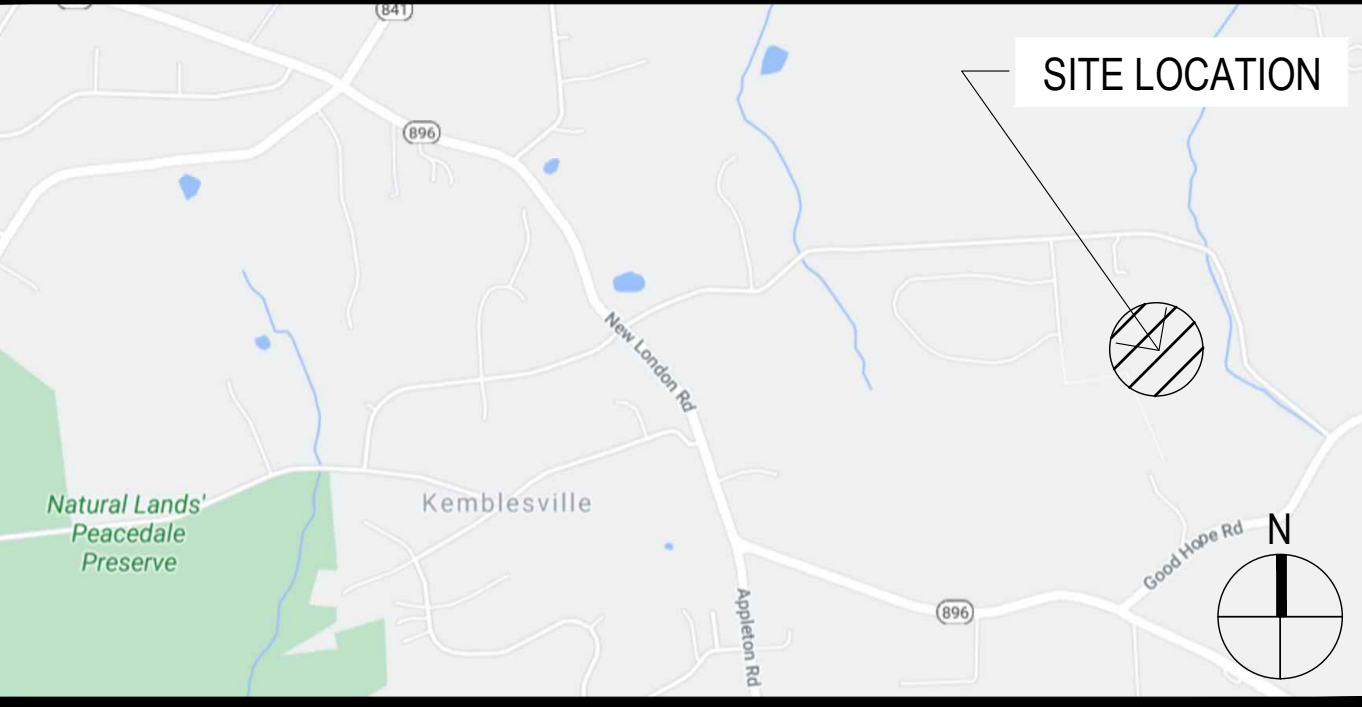 841
SITE LOCATION
896
New London Rd
Natural Lands'
Peacedale
Preserve
Kemblesville
N
Good Hope Rd
Appleton Rd
896